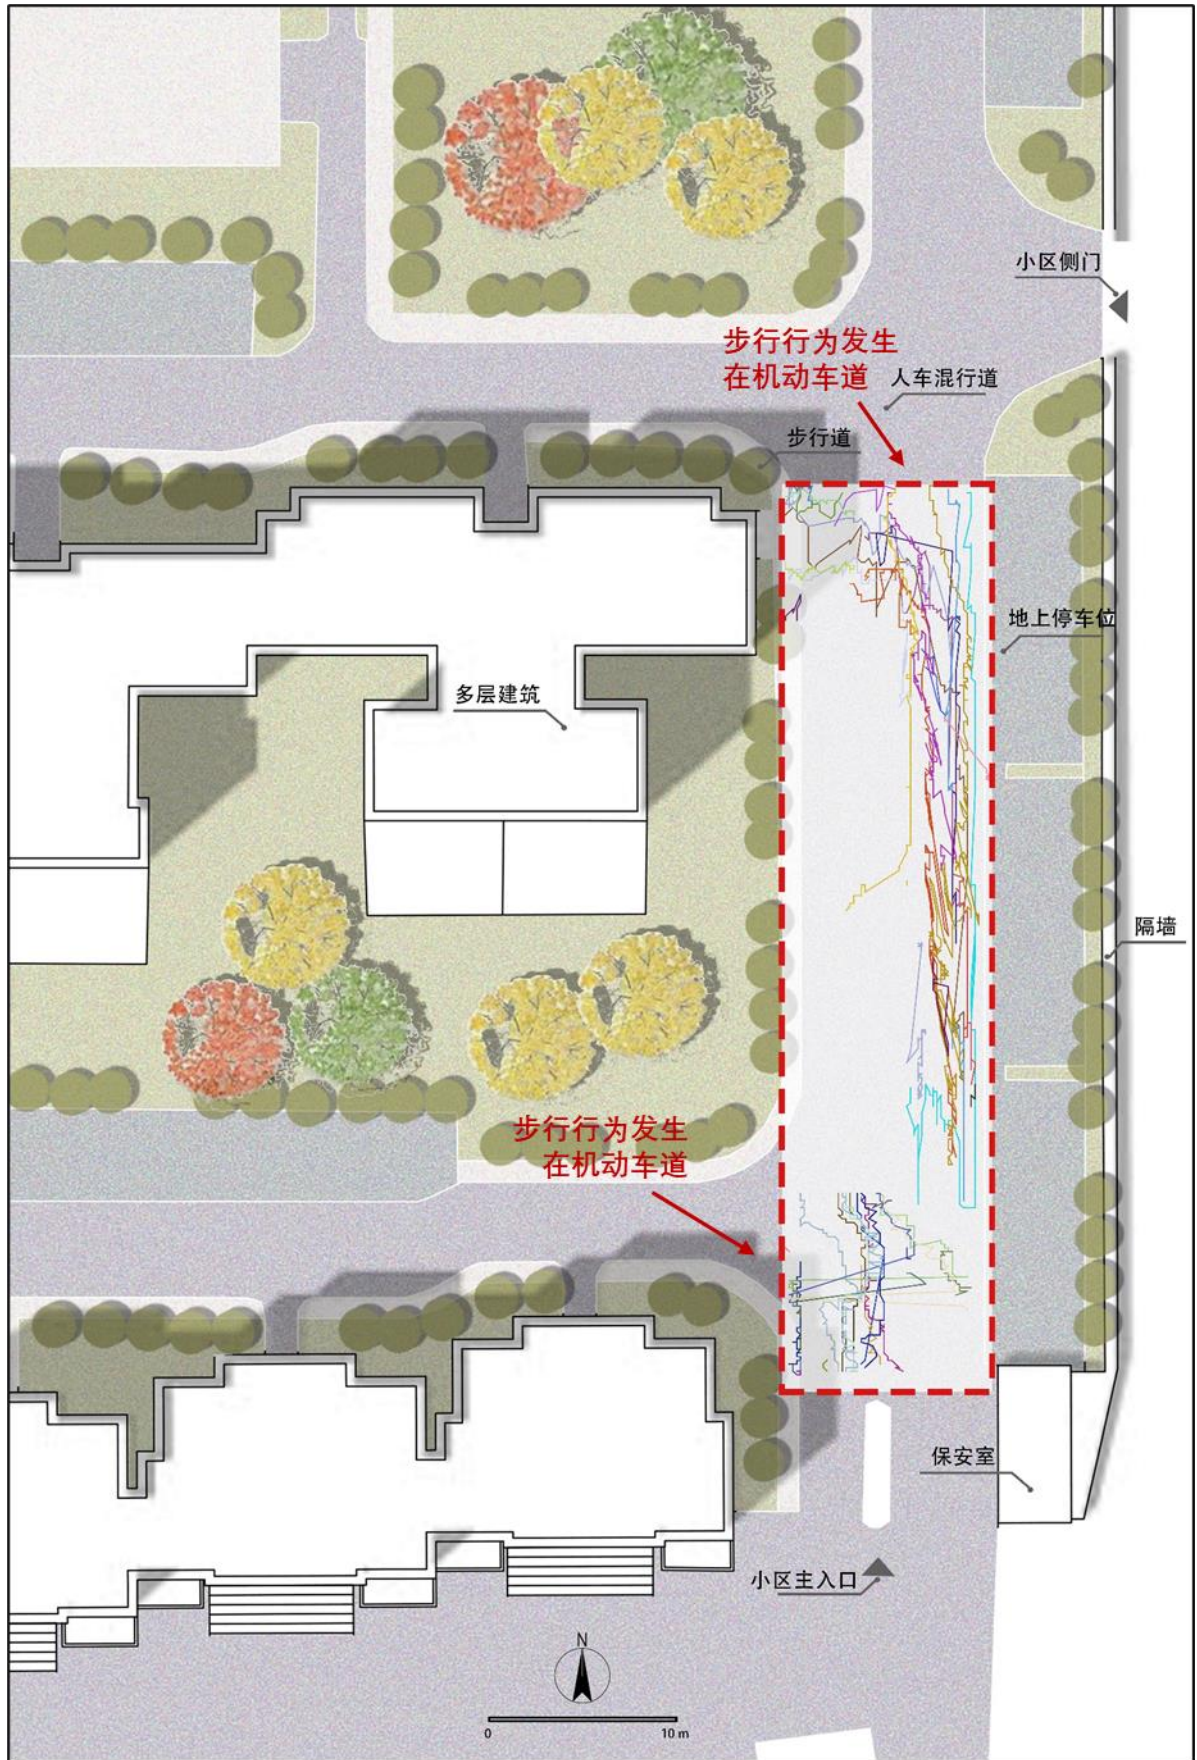 小区侧门
步行行为发生
在机动车道
人车混行道
步行道
地上停车位
多层建筑
隔墙
步行行为发生
在机动车道
保安室
小区主入口
N
0 10 m